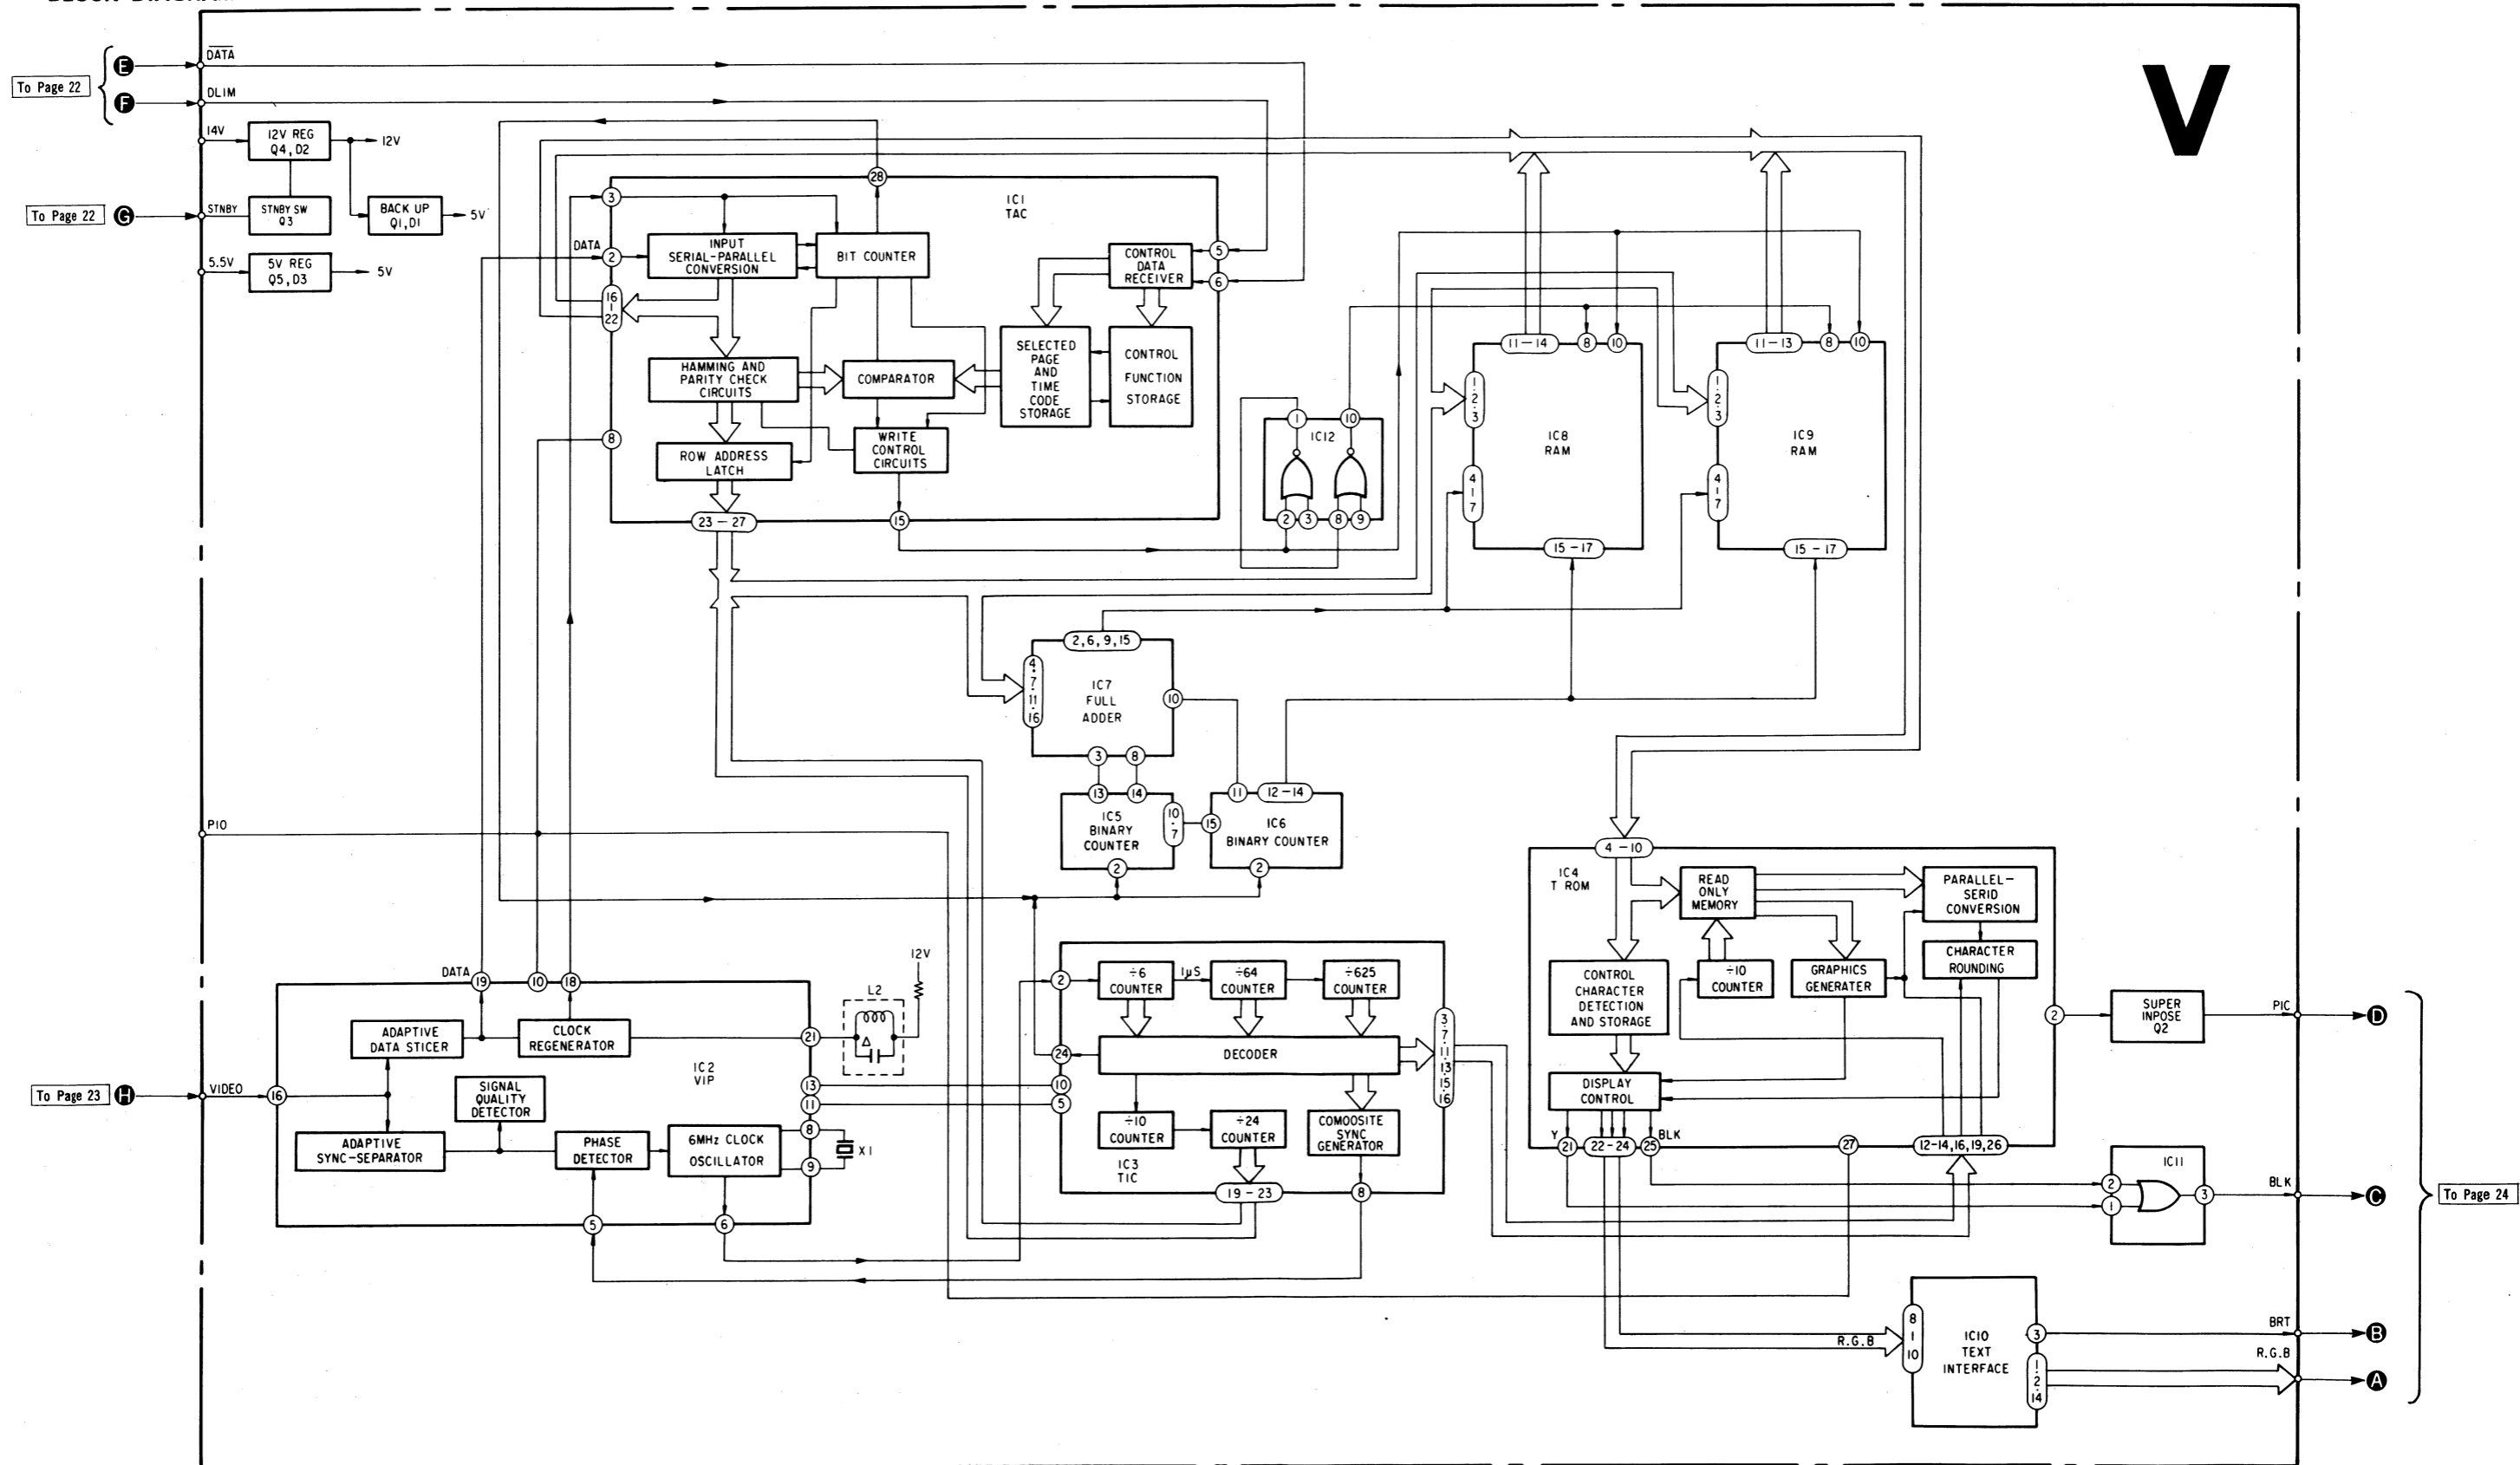 DATA
E
To Page 22
F
DLIM
14V
12V REG
Q4, D2
12V
To Page 22
G
STNBY
STNBY SW
Q3
BACK UP
Q1, D1
5V
5.5V
5V REG
Q5, D3
5V
V
28
3
IC1
TAC
DATA
2
INPUT
SERIAL-PARALLEL
CONVERSION
BIT COUNTER
CONTROL
DATA
RECEIVER
5
6
16
1
22
HAMMING AND
PARITY CHECK
CIRCUITS
COMPARATOR
SELECTED
PAGE
AND
TIME
CODE
STORAGE
CONTROL
FUNCTION
STORAGE
8
ROW ADDRESS
LATCH
WRITE
CONTROL
CIRCUITS
23 - 27
15
1
10
IC12
2
3
8
9
11-14
8
10
1
2
3
IC8
RAM
4
1
7
15 - 17
11-13
8
10
1
2
3
IC9
RAM
4
1
7
15 - 17
2, 6, 9, 15
4
7
11
16
IC7
FULL
ADDER
10
3
8
13
14
IC5
BINARY
COUNTER
10
7
2
11
12-14
15
IC6
BINARY COUNTER
2
PIO
DATA
19
10
18
ADAPTIVE
DATA STICER
CLOCK
REGENERATOR
12V
L2
21
IC2
VIP
To Page 23
H
VIDEO
16
SIGNAL
QUALITY
DETECTOR
13
11
ADAPTIVE
SYNC-SEPARATOR
PHASE
DETECTOR
6MHz CLOCK
OSCILLATOR
8
9
X1
5
6
2
÷6
COUNTER
1µS
÷64
COUNTER
÷625
COUNTER
24
DECODER
3
7
11
13
15
16
10
5
÷10
COUNTER
÷24
COUNTER
COMOOSITE
SYNC
GENERATOR
IC3
TIC
19 - 23
8
4 - 10
IC4
T ROM
READ
ONLY
MEMORY
PARALLEL-
SERID
CONVERSION
CONTROL
CHARACTER
DETECTION
AND STORAGE
÷10
COUNTER
GRAPHICS
GENERATER
CHARACTER
ROUNDING
DISPLAY
CONTROL
2
SUPER
INPOSE
Q2
PIC
D
Y
21
22-24
25
BLK
27
12-14, 16, 19, 26
IC11
2
1
3
BLK
C
To Page 24
R.G.B
8
1
10
IC10
TEXT
INTERFACE
3
1
2
14
BRT
B
R.G.B
A